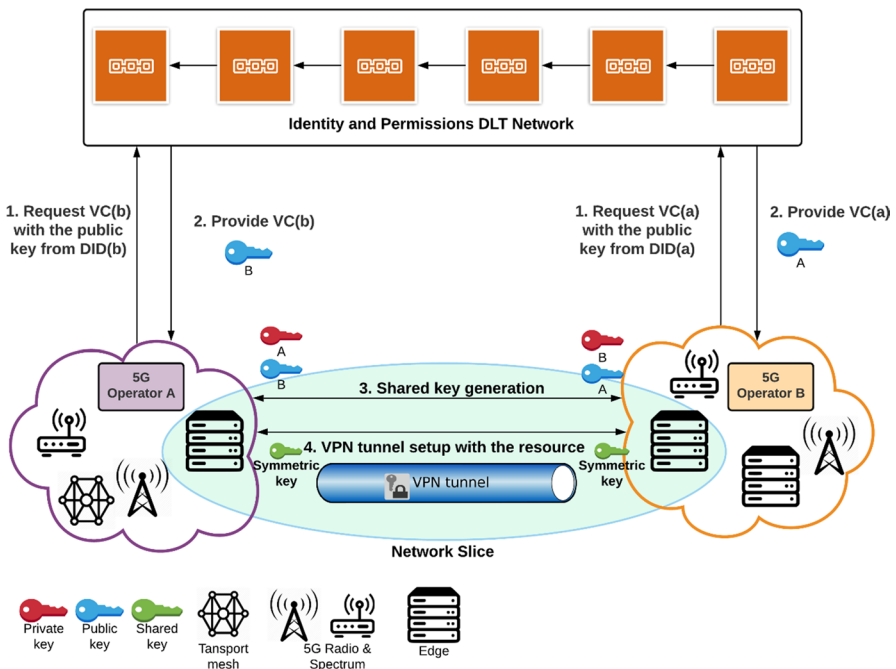 Identity and Permissions DLT Network
1. Request VC(b)
with the public
key from DID(b)
2. Provide VC(b)
B
1. Request VC(a)
with the public
key from DID(a)
2. Provide VC(a)
A
A
B
B
A
5G
Operator A
5G
Operator B
3. Shared key generation
4. VPN tunnel setup with the resource
Symmetric
key
VPN tunnel
Symmetric
key
Network Slice
Private
key
Public
key
Shared
key
Tansport
mesh
5G Radio &
Spectrum
Edge